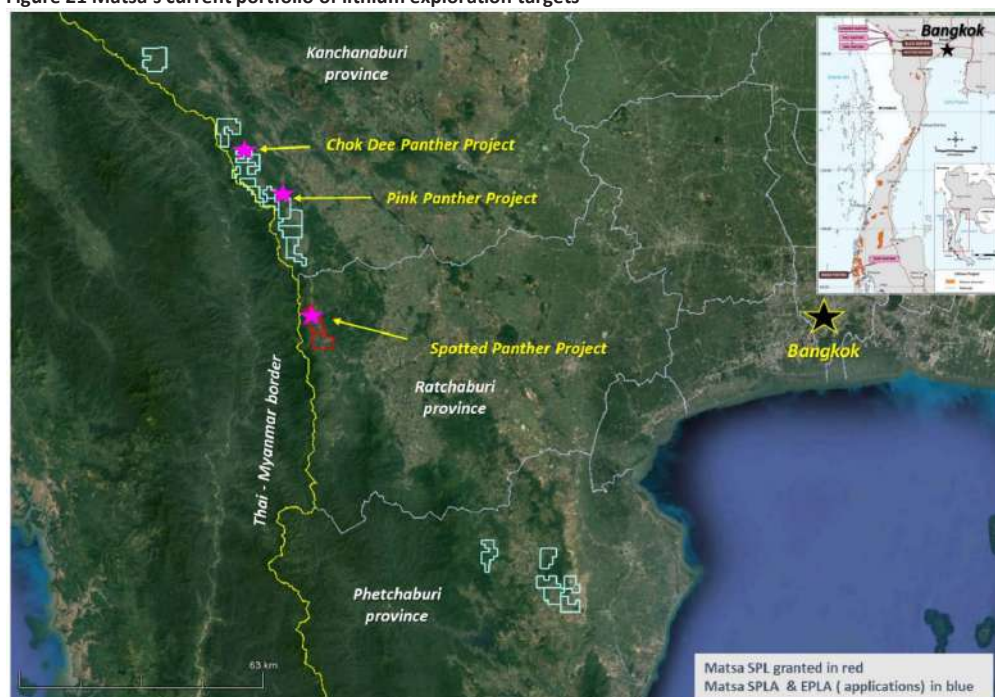 Figure 21 Matsa's current portfolio of lithium exploration targets
Kanchanaburi
province
Bangkok
Chok Dee Panther Project
Pink Panther Project
Spotted Panther Project
Bangkok
Ratchaburi
province
Thai - Myanmar border
Phetchaburi
province
63 km
Matsa SPL granted in red
Matsa SPLA & EPLA ( applications) in blue